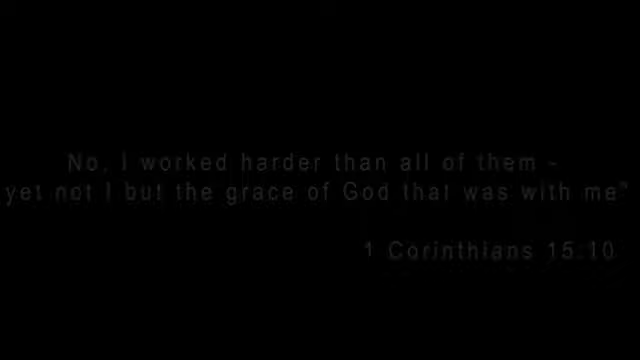 No, I worked harder than all of them -
yet not I but the grace of God that was with me"
1 Corinthians 15:10